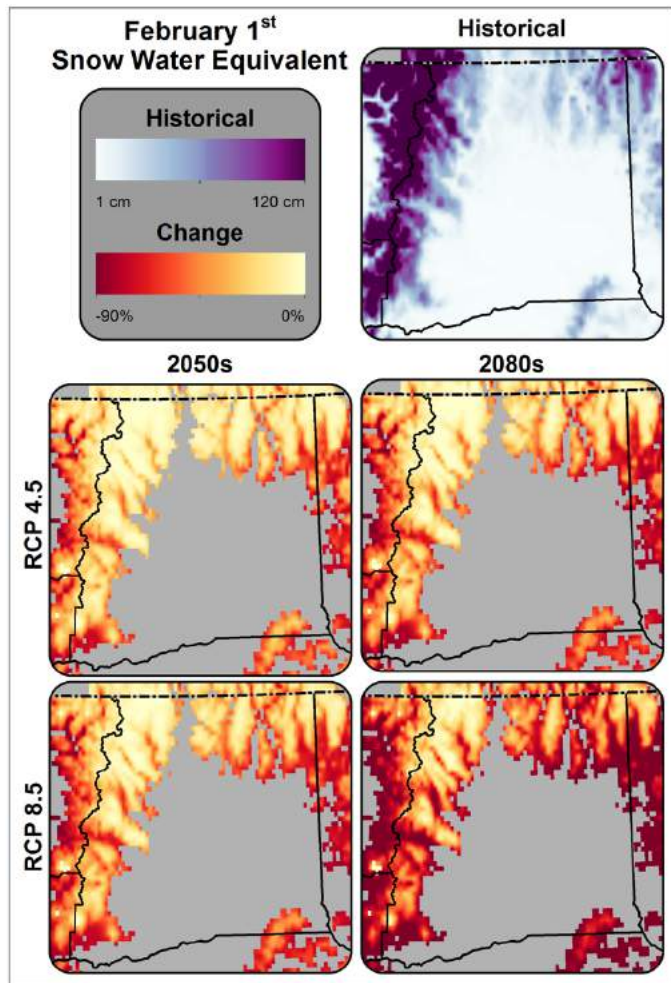 February 1st
Snow Water Equivalent
Historical
Historical
1 cm
120 cm
Change
-90%
0%
2050s
2080s
RCP 4.5
RCP 8.5